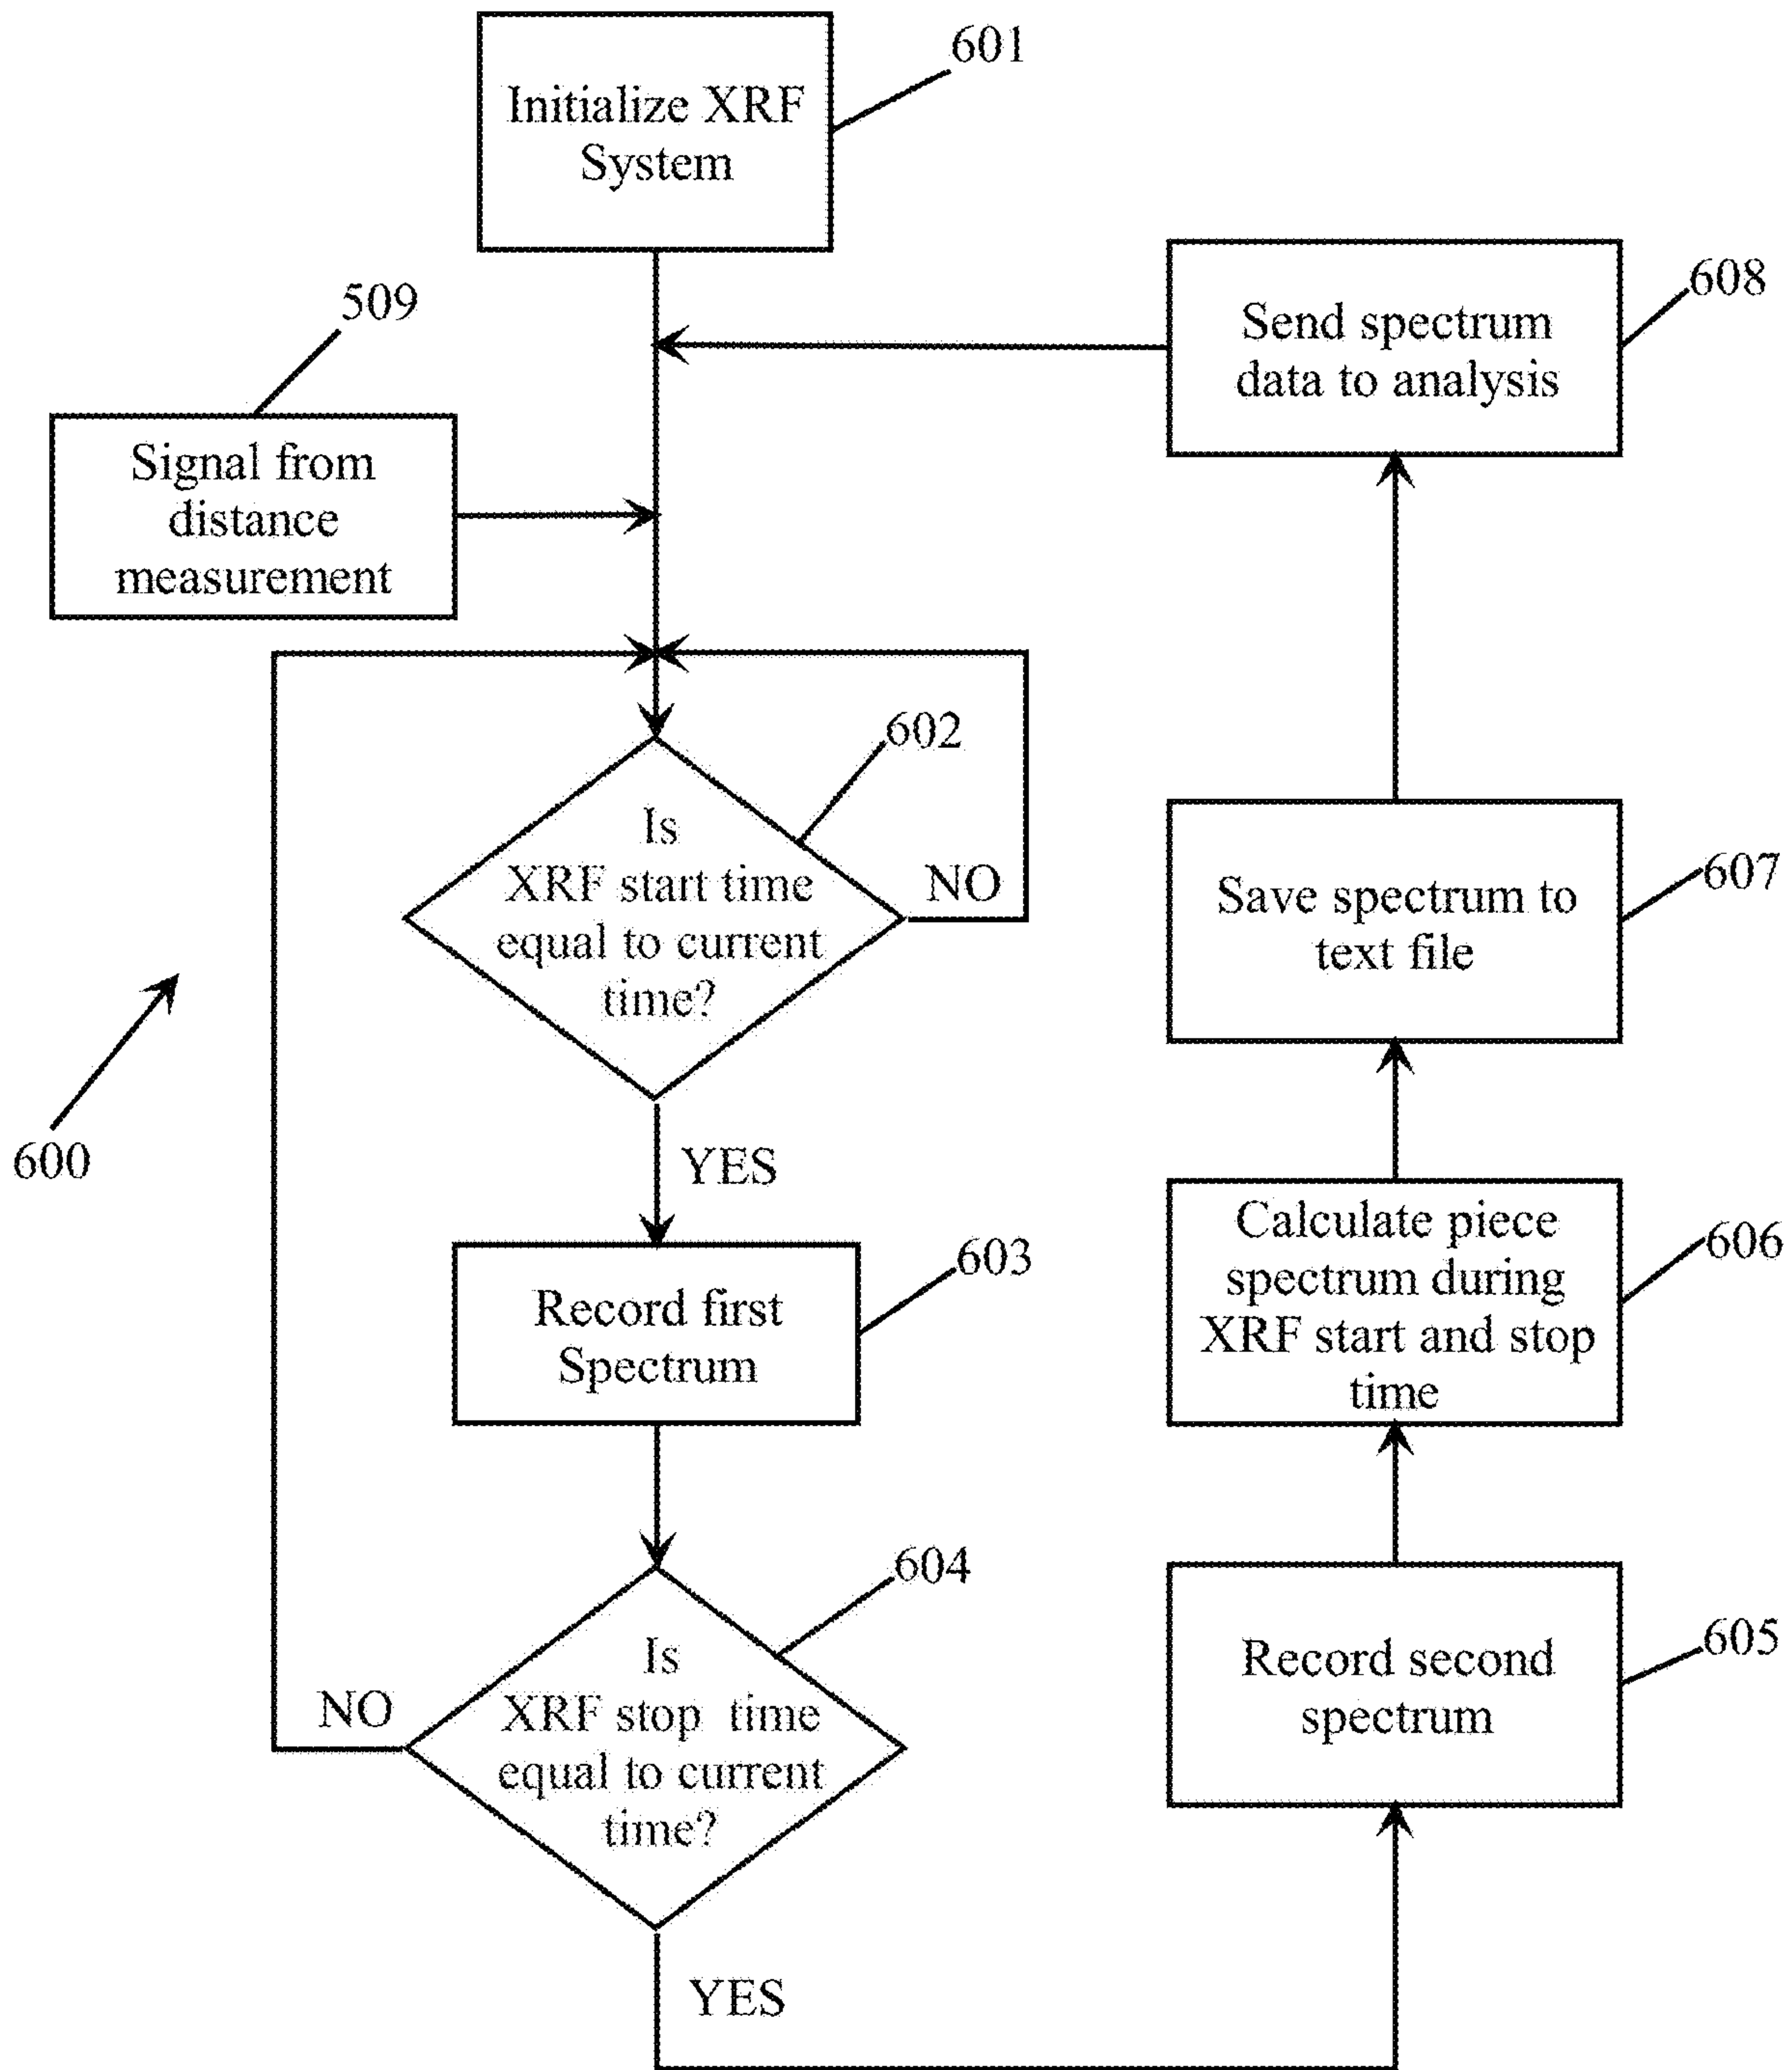 601
Initialize XRF
System
608
Send spectrum
data to analysis
509
Signal from
distance
measurement
602
Is
XRF start time
equal to current
time?
NO
607
Save spectrum to
text file
600
YES
606
Calculate piece
spectrum during
XRF start and stop
time
603
Record first
Spectrum
604
Is
XRF stop time
equal to current
time?
NO
605
Record second
spectrum
YES